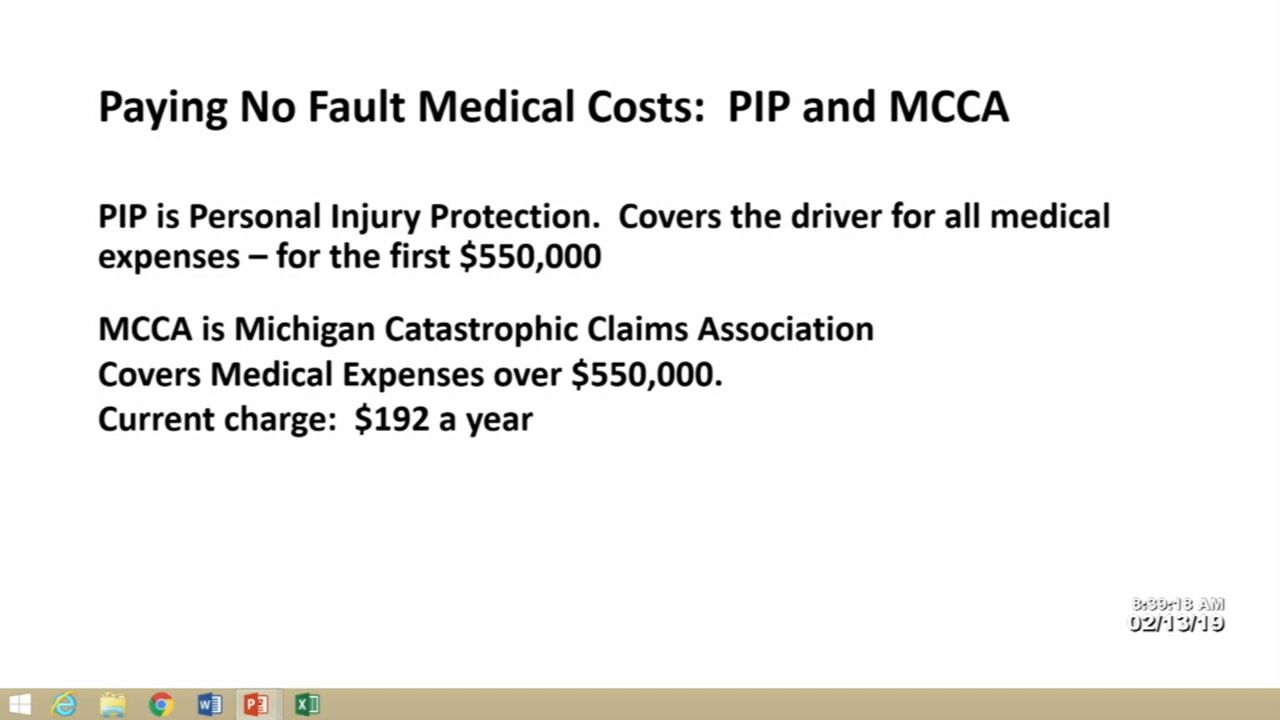 Paying No Fault Medical Costs:  PIP and MCCA
PIP is Personal Injury Protection.  Covers the driver for all medical
expenses – for the first $550,000
MCCA is Michigan Catastrophic Claims Association
Covers Medical Expenses over $550,000.
Current charge:  $192 a year
8:39:18 AM
02/13/19